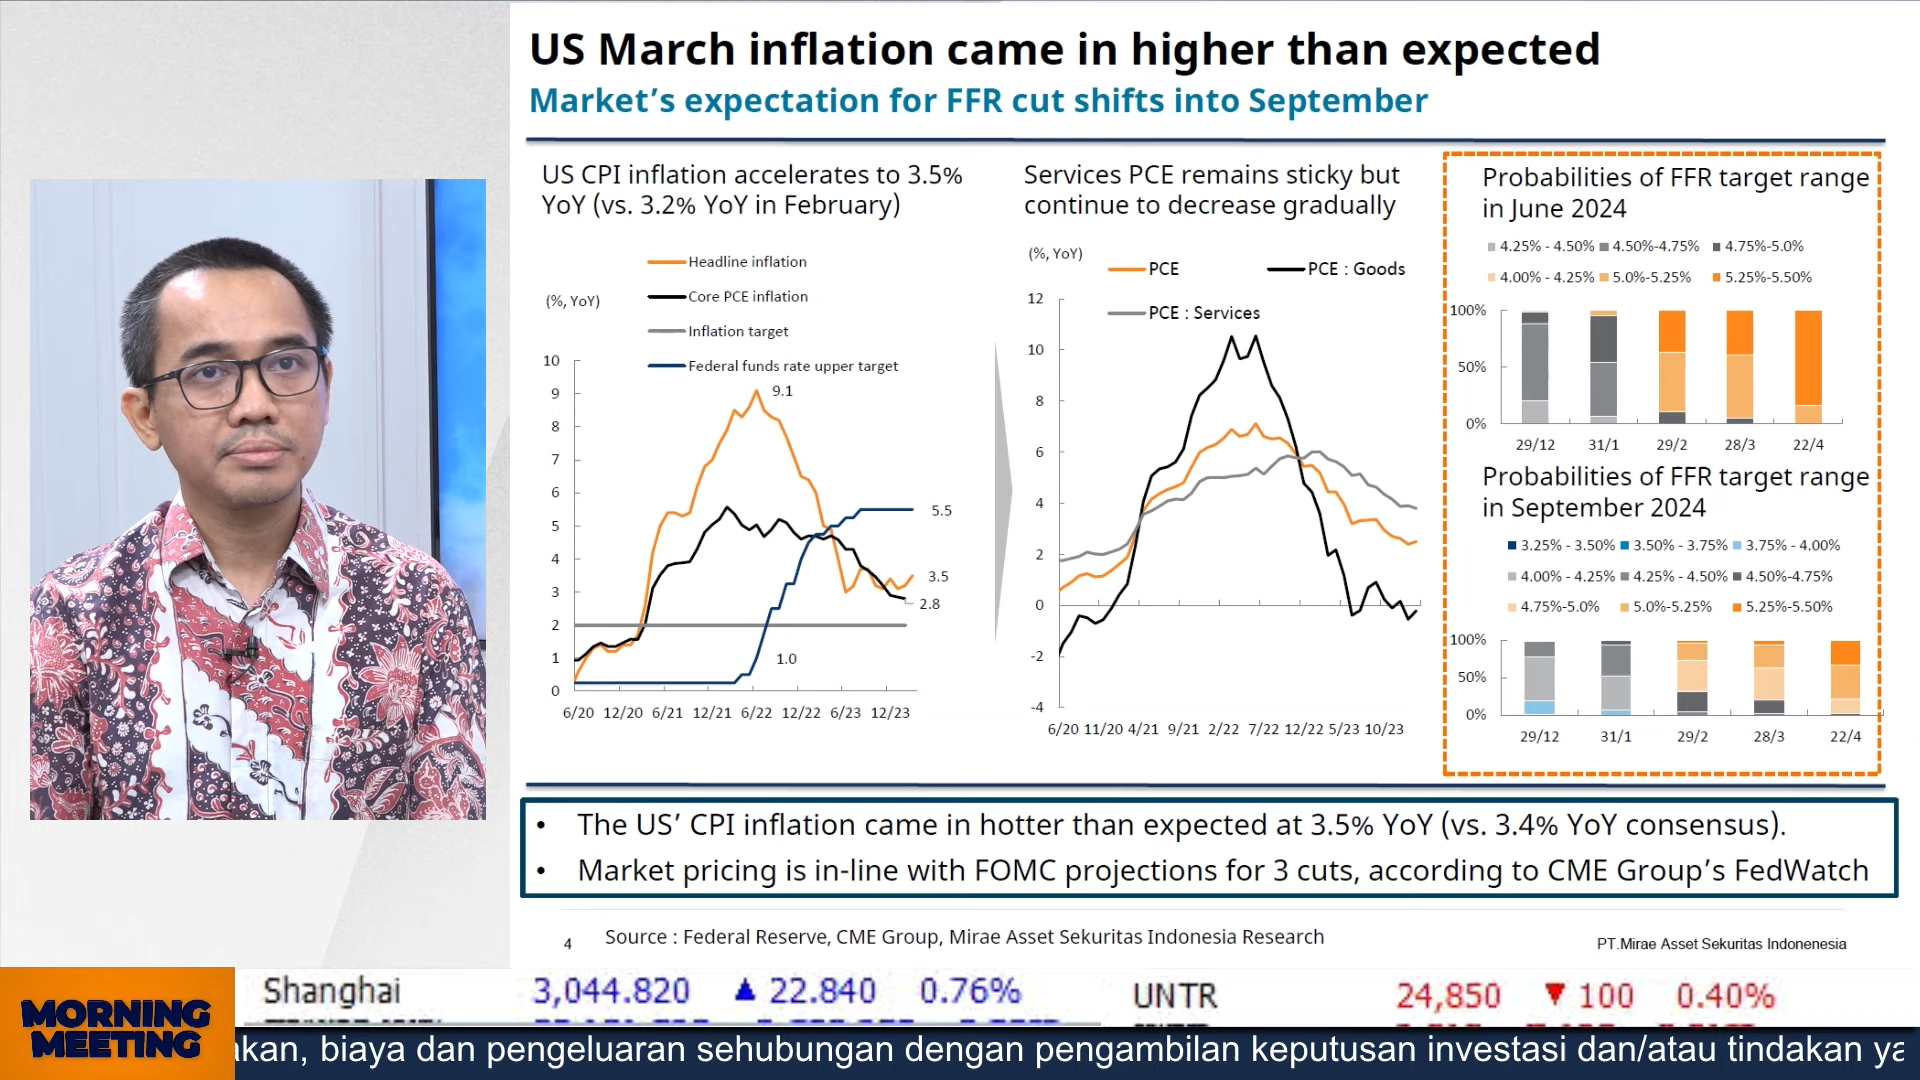 US March inflation came in higher than expected
Market's expectation for FFR cut shifts into September
US CPI inflation accelerates to 3.5%
YoY (vs. 3.2% YoY in February)
Headline inflation
Core PCE inflation
(%, YoY)
Inflation target
Federal funds rate upper target
10
9
8
7
6
5
4
3
2
1
0
9.1
5.5
3.5
2.8
1.0
6/20 12/20 6/21 12/21 6/22 12/22 6/23 12/23
Services PCE remains sticky but
continue to decrease gradually
(%, YoY)
PCE
PCE : Goods
PCE : Services
12
10
8
6
4
2
0
-2
-4
6/20 11/20 4/21 9/21 2/22 7/22 12/22 5/23 10/23
Probabilities of FFR target range
in June 2024
4.25% - 4.50% 4.50%-4.75% 4.75%-5.0%
4.00% - 4.25% 5.0%-5.25% 5.25%-5.50%
100%
50%
0%
29/12 31/1 29/2 28/3 22/4
Probabilities of FFR target range
in September 2024
3.25% - 3.50% 3.50% - 3.75% 3.75% - 4.00%
4.00% - 4.25% 4.25% - 4.50% 4.50%-4.75%
4.75%-5.0% 5.0%-5.25% 5.25%-5.50%
100%
50%
0%
29/12 31/1 29/2 28/3 22/4
• The US' CPI inflation came in hotter than expected at 3.5% YoY (vs. 3.4% YoY consensus).
• Market pricing is in-line with FOMC projections for 3 cuts, according to CME Group's FedWatch
4 Source : Federal Reserve, CME Group, Mirae Asset Sekuritas Indonesia Research
PT.Mirae Asset Sekuritas Indonenesia
Shanghai 3,044.820 ▲ 22.840 0.76%
UNTR 24,850 ▼ 100 0.40%
MORNING
MEETING
akan, biaya dan pengeluaran sehubungan dengan pengambilan keputusan investasi dan/atau tindakan ya